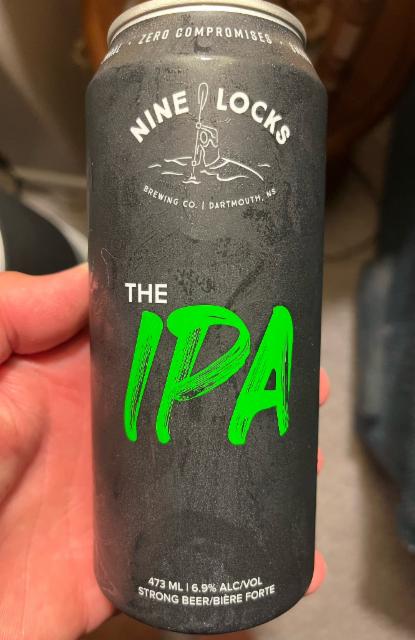 · ZERO COMPROMISES ·
NINE LOCKS
BREWING CO. | DARTMOUTH, NS
THE
IPA
473 ML | 6.9% ALC/VOL
STRONG BEER/BIÈRE FORTE